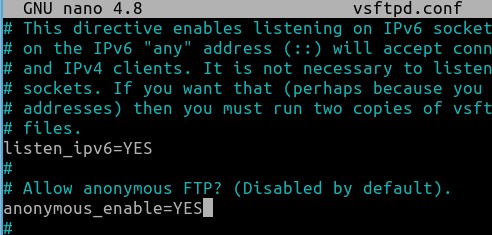 GNU nano 4.8 vsftpd.conf
# This directive enables listening on IPv6 socket
# on the IPv6 "any" address (::) will accept conn
# and IPv4 clients. It is not necessary to listen
# sockets. If you want that (perhaps because you
# addresses) then you must run two copies of vsft
# files.
listen_ipv6=YES
#
# Allow anonymous FTP? (Disabled by default).
anonymous_enable=YES
#